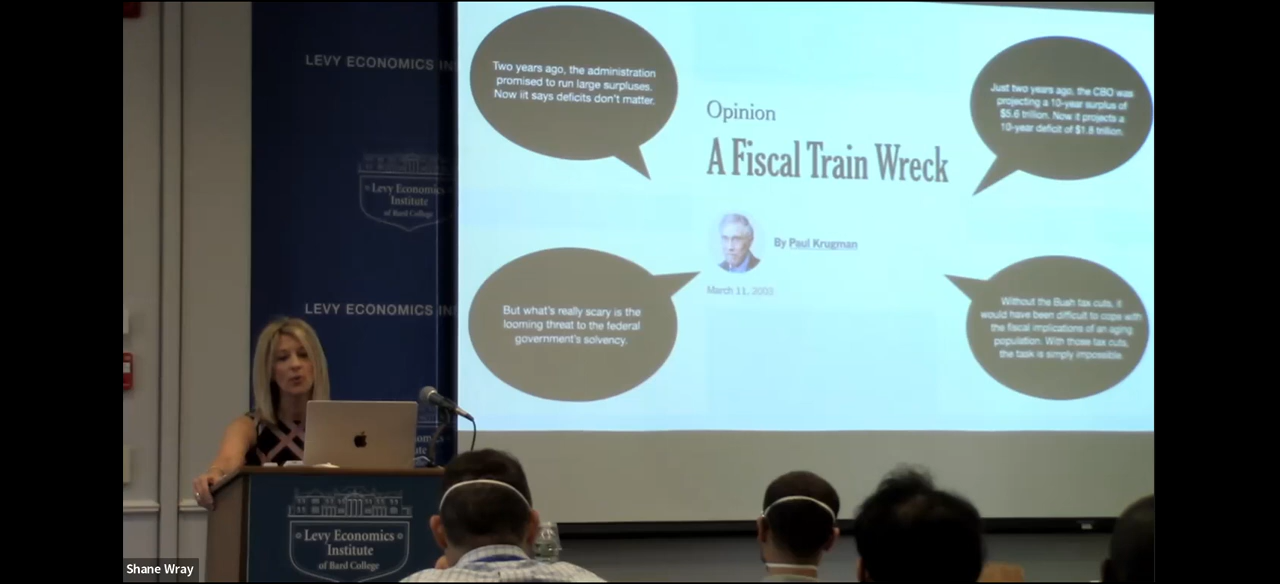 LEVY ECONOMICS IN
Levy Economics
Institute
of Bard College
LEVY ECONOMICS IN
Two years ago, the administration
promised to run large surpluses.
Now iit says deficits don't matter.
Opinion
A Fiscal Train Wreck
By Paul Krugman
March 11, 2003
Just two years ago, the CBO was
projecting a 10-year surplus of
$5.6 trillion. Now it projects a
10-year deficit of $1.8 trillion.
But what's really scary is the
looming threat to the federal
government's solvency.
Without the Bush tax cuts, it
would have been difficult to cope with
the fiscal implications of an aging
population. With those tax cuts,
the task is simply impossible.
Levy Economics
Institute
of Bard College
Shane Wray